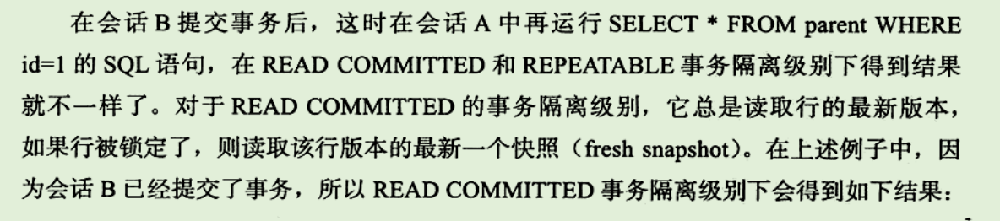 在会话 B 提交事务后，这时在会话 A 中再运行 SELECT * FROM parent WHERE
id=1 的 SQL 语句，在 READ COMMITTED 和 REPEATABLE 事务隔离级别下得到结果
就不一样了。对于 READ COMMITTED 的事务隔离级别，它总是读取行的最新版本，
如果行被锁定了，则读取该行版本的最新一个快照（fresh snapshot）。在上述例子中，因
为会话 B 已经提交了事务，所以 READ COMMITTED 事务隔离级别下会得到如下结果：